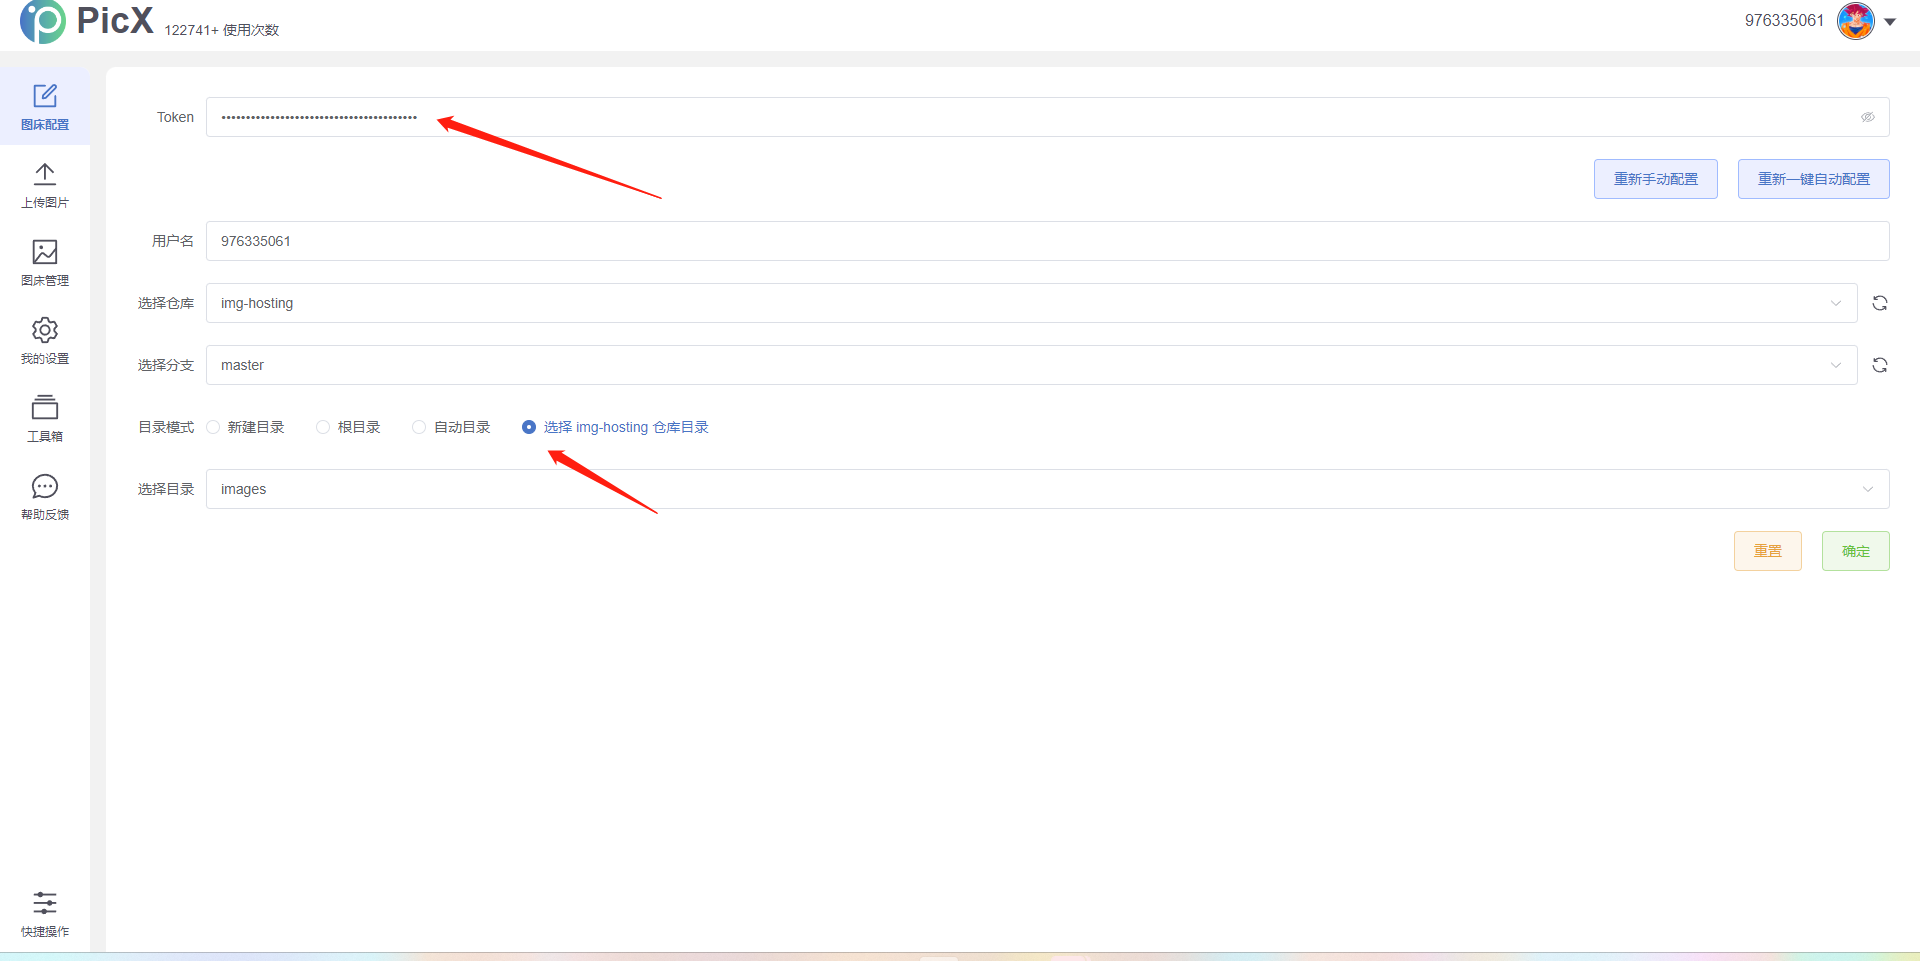 PicX 122741+ 使用次数
976335061
图床配置
上传图片
图床管理
我的设置
工具箱
帮助反馈
快捷操作
Token ••••••••••••••••••••••••••••••••••••••••
重新手动配置 重新一键自动配置
用户名 976335061
选择仓库 img-hosting
选择分支 master
目录模式 新建目录 根目录 自动目录 选择 img-hosting 仓库目录
选择目录 images
重置 确定